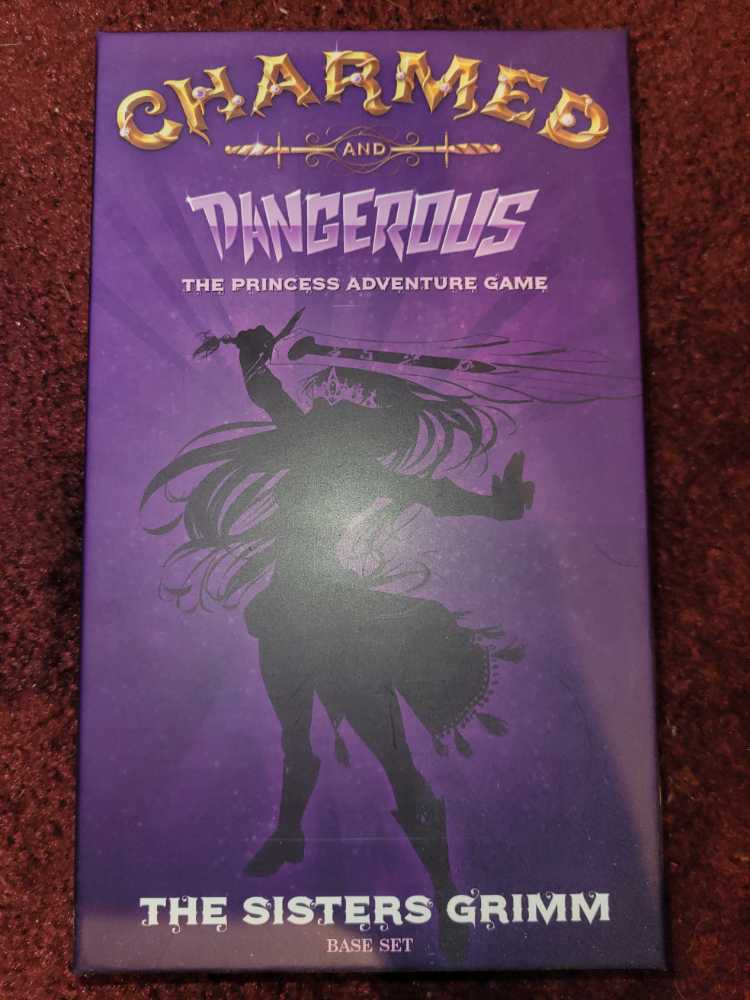 CHARMED
AND
DANGEROUS
THE PRINCESS ADVENTURE GAME
THE SISTERS GRIMM
BASE SET